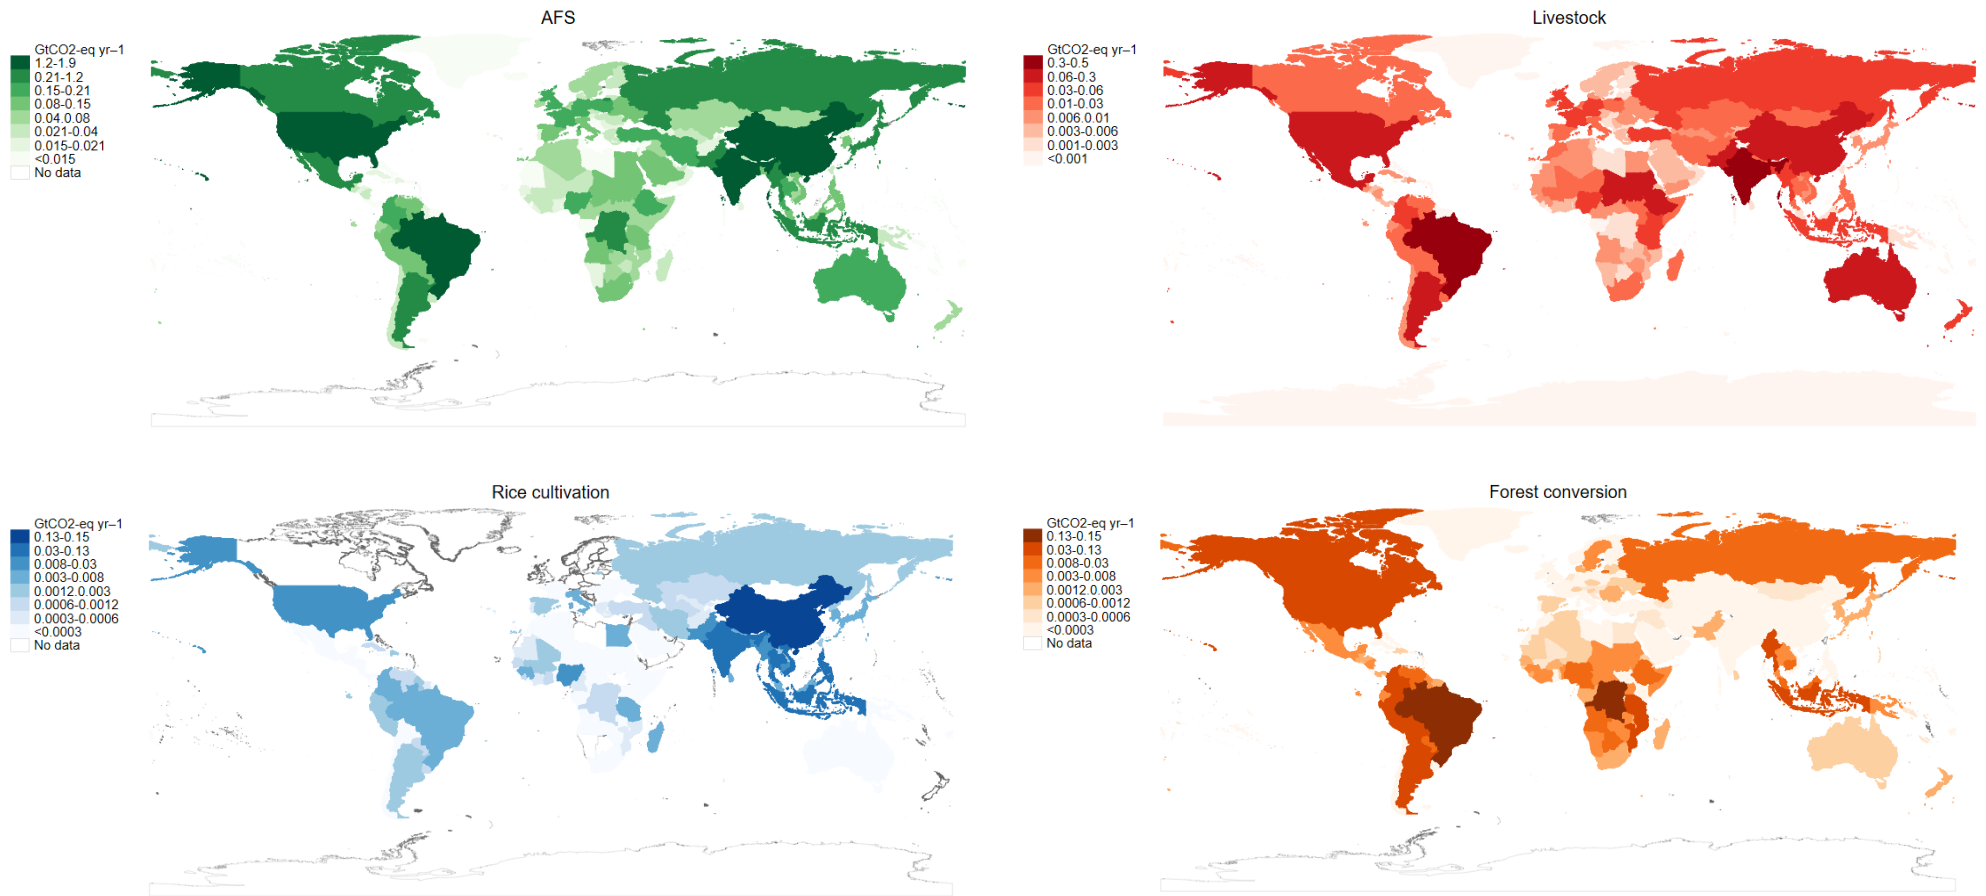 AFS
GtCO2-eq yr–1
1.2-1.9
0.21-1.2
0.15-0.21
0.08-0.15
0.04.0.08
0.021-0.04
0.015-0.021
<0.015
No data
Livestock
GtCO2-eq yr–1
0.3-0.5
0.06-0.3
0.03-0.06
0.01-0.03
0.006.0.01
0.003-0.006
0.001-0.003
<0.001
Rice cultivation
GtCO2-eq yr–1
0.13-0.15
0.03-0.13
0.008-0.03
0.003-0.008
0.0012.0.003
0.0006-0.0012
0.0003-0.0006
<0.0003
No data
Forest conversion
GtCO2-eq yr–1
0.13-0.15
0.03-0.13
0.008-0.03
0.003-0.008
0.0012.0.003
0.0006-0.0012
0.0003-0.0006
<0.0003
No data